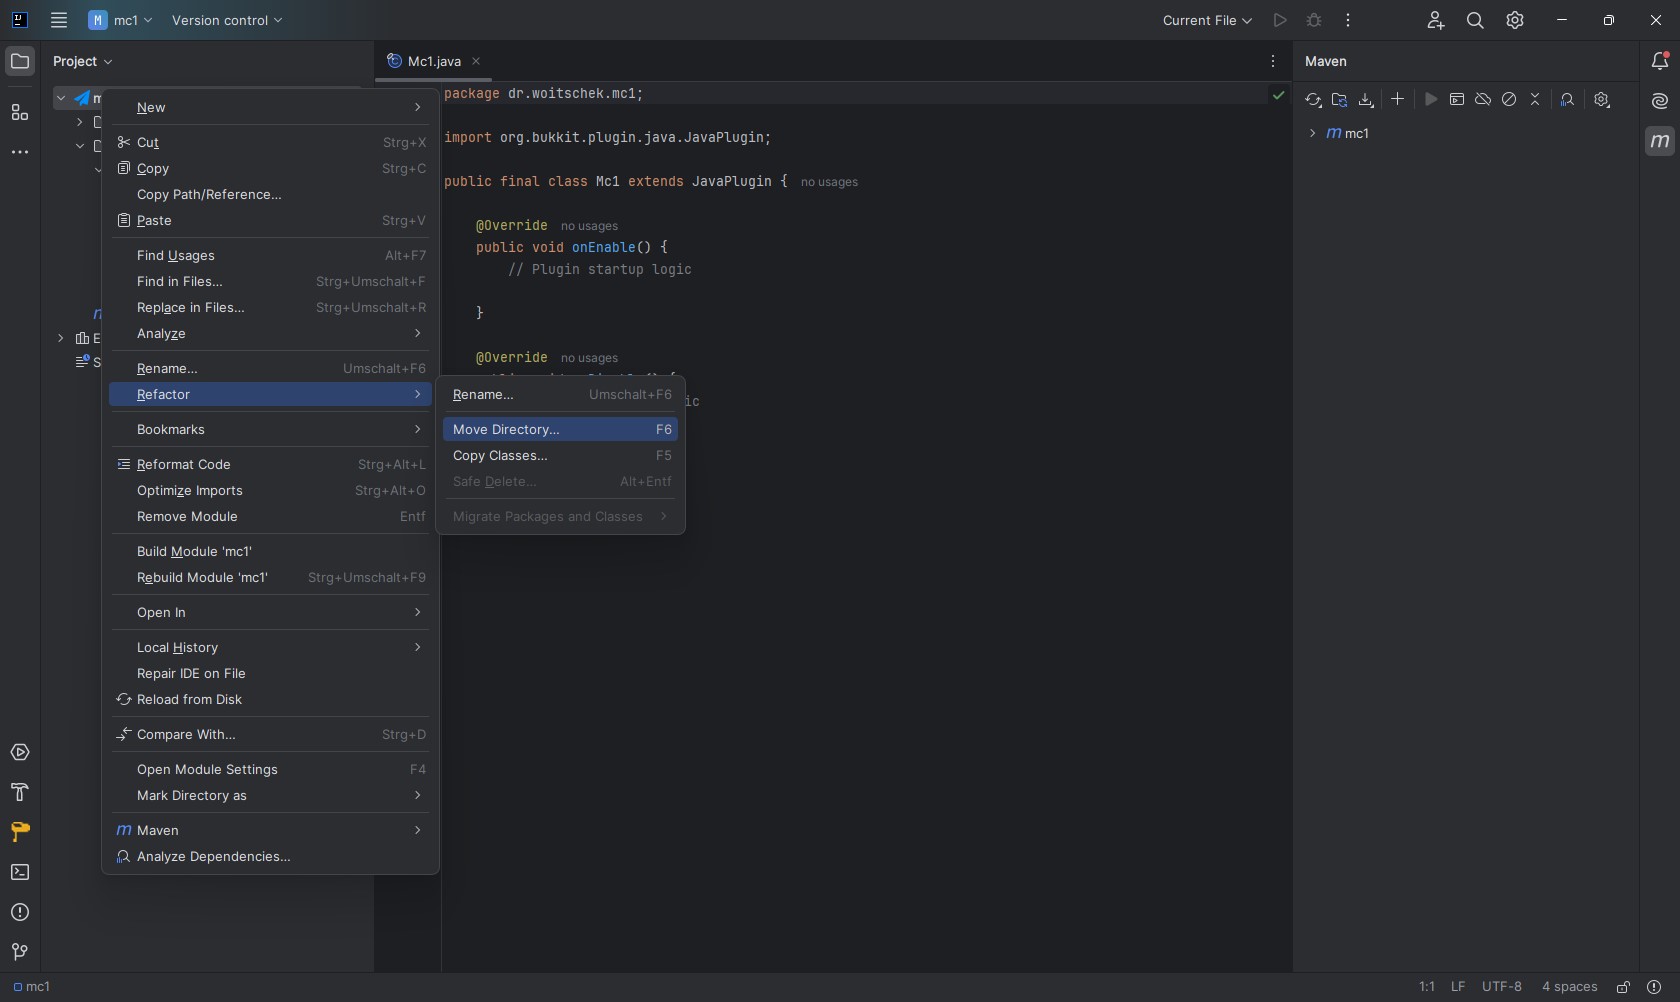 M mc1
Version control
Current File
Project
Mc1.java
Maven
New
Cut Strg+X
Copy Strg+C
Copy Path/Reference...
Paste Strg+V
Find Usages Alt+F7
Find in Files... Strg+Umschalt+F
Replace in Files... Strg+Umschalt+R
Analyze
Rename... Umschalt+F6
Refactor
Bookmarks
Reformat Code Strg+Alt+L
Optimize Imports Strg+Alt+O
Remove Module Entf
Build Module 'mc1'
Rebuild Module 'mc1' Strg+Umschalt+F9
Open In
Local History
Repair IDE on File
Reload from Disk
Compare With... Strg+D
Open Module Settings F4
Mark Directory as
m Maven
Analyze Dependencies...
Rename... Umschalt+F6
Move Directory... F6
Copy Classes... F5
Safe Delete... Alt+Entf
Migrate Packages and Classes
package dr.woitschek.mc1;
import org.bukkit.plugin.java.JavaPlugin;
public final class Mc1 extends JavaPlugin { no usages
@Override no usages
public void onEnable() {
// Plugin startup logic
}
@Override no usages
ic
m mc1
m
mc1
1:1 LF UTF-8 4 spaces